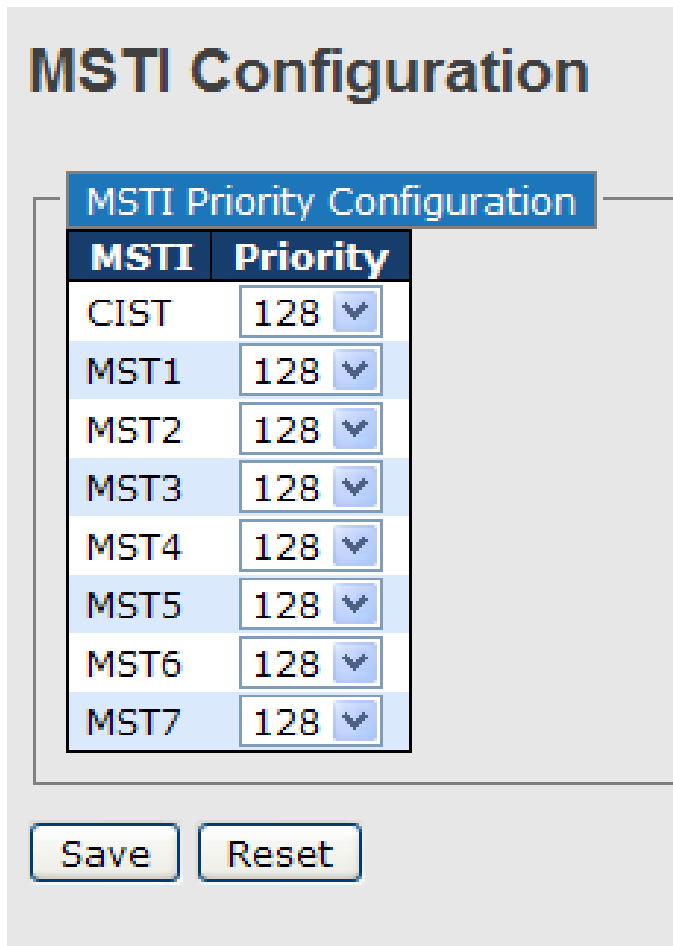 MSTI Configuration
MSTI Priority Configuration
MSTI Priority
CIST 128
MST1 128
MST2 128
MST3 128
MST4 128
MST5 128
MST6 128
MST7 128
Save Reset